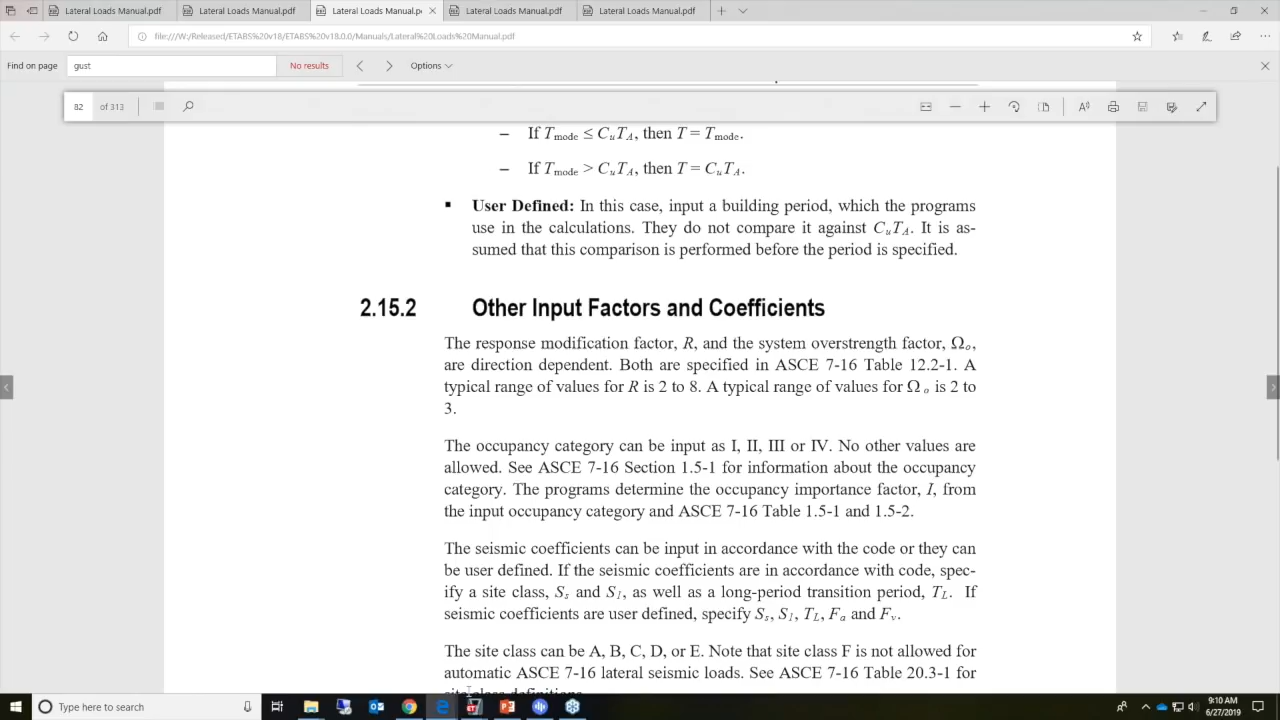 Lateral Loads Manual.pdf
Lateral Loads Manual.pdf
Lateral Loads Manual.pc
Lateral Loads Manual.pdf
Lateral Loads Manual.pdf
file:///W:/Released/ETABS%20v18/ETABS%20v18.0.0/Manuals/Lateral%20Loads%20Manual.pdf
Find on page
gust
No results
Options
82 of 313
– If Tmode ≤ CuTA, then T = Tmode.
– If Tmode > CuTA, then T = CuTA.
▪ User Defined: In this case, input a building period, which the programs
use in the calculations. They do not compare it against CuTA. It is as-
sumed that this comparison is performed before the period is specified.
2.15.2 Other Input Factors and Coefficients
The response modification factor, R, and the system overstrength factor, Ωo,
are direction dependent. Both are specified in ASCE 7-16 Table 12.2-1. A
typical range of values for R is 2 to 8. A typical range of values for Ωo is 2 to
3.
The occupancy category can be input as I, II, III or IV. No other values are
allowed. See ASCE 7-16 Section 1.5-1 for information about the occupancy
category. The programs determine the occupancy importance factor, I, from
the input occupancy category and ASCE 7-16 Table 1.5-1 and 1.5-2.
The seismic coefficients can be input in accordance with the code or they can
be user defined. If the seismic coefficients are in accordance with code, spec-
ify a site class, Ss and S1, as well as a long-period transition period, TL. If
seismic coefficients are user defined, specify Ss, S1, TL, Fa and Fv.
The site class can be A, B, C, D, or E. Note that site class F is not allowed for
automatic ASCE 7-16 lateral seismic loads. See ASCE 7-16 Table 20.3-1 for
site class definitions.
Type here to search
9:10 AM
6/27/2019